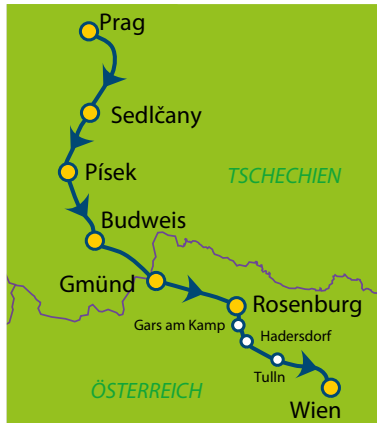 Prag
Sedlčany
Písek
TSCHECHIEN
Budweis
Gmünd
Rosenburg
Gars am Kamp
Hadersdorf
Tulln
ÖSTERREICH
Wien